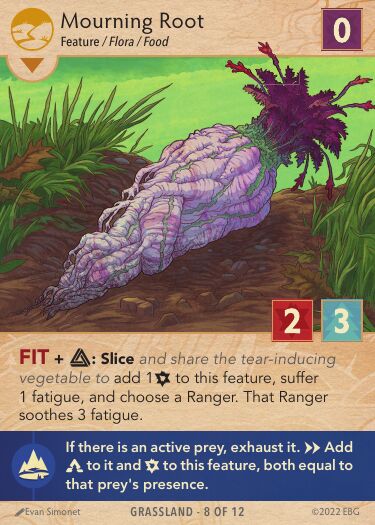 Mourning Root
0
Feature / Flora / Food
2 3
FIT + : Slice and share the tear-inducing
vegetable to add 1 to this feature, suffer
1 fatigue, and choose a Ranger. That Ranger
soothes 3 fatigue.
If there is an active prey, exhaust it. Add
to it and to this feature, both equal to
that prey's presence.
Evan Simonet GRASSLAND - 8 OF 12 ©2022 EBG